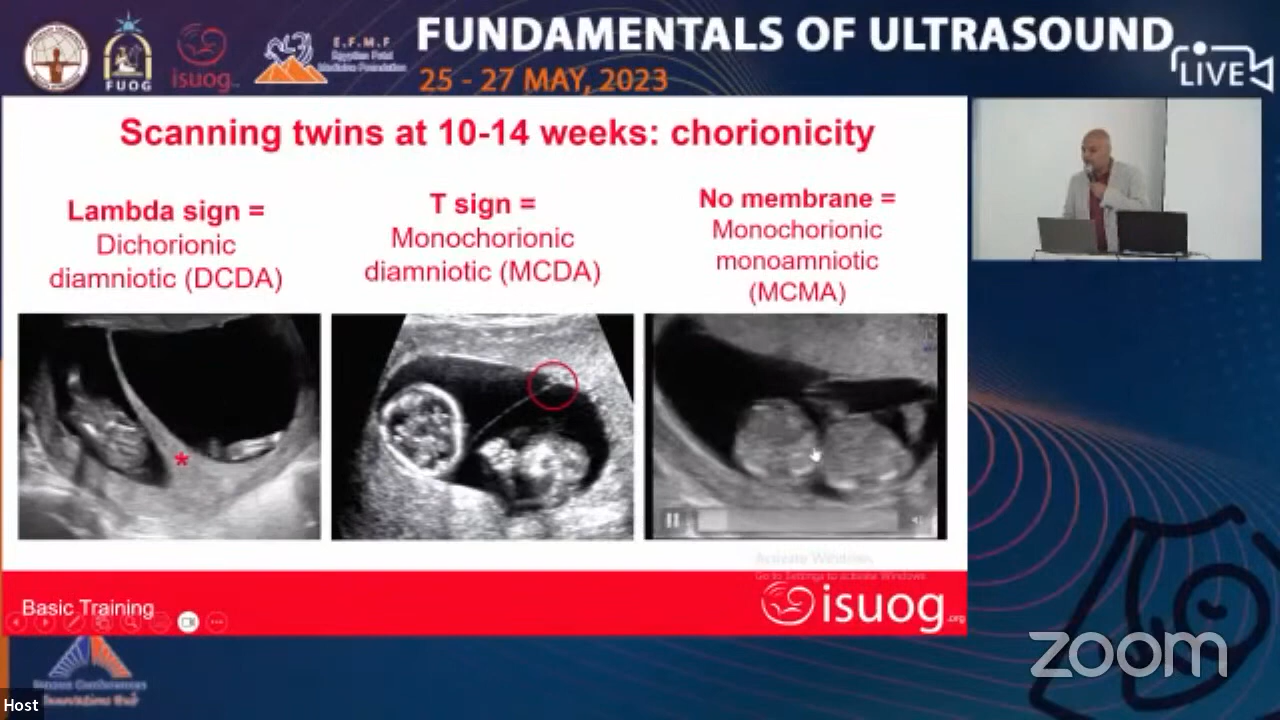 FUNDAMENTALS OF ULTRASOUND
25 - 27 MAY, 2023
LIVE
FUOG
isuog
E.F.M.F
Scanning twins at 10-14 weeks: chorionicity
Lambda sign =
Dichorionic
diamniotic (DCDA)
*
T sign =
Monochorionic
diamniotic (MCDA)
No membrane =
Monochorionic
monoamniotic
(MCMA)
Activate Windows
Go to Settings to activate Windows.
Basic Training
isuog.org
zoom
Host